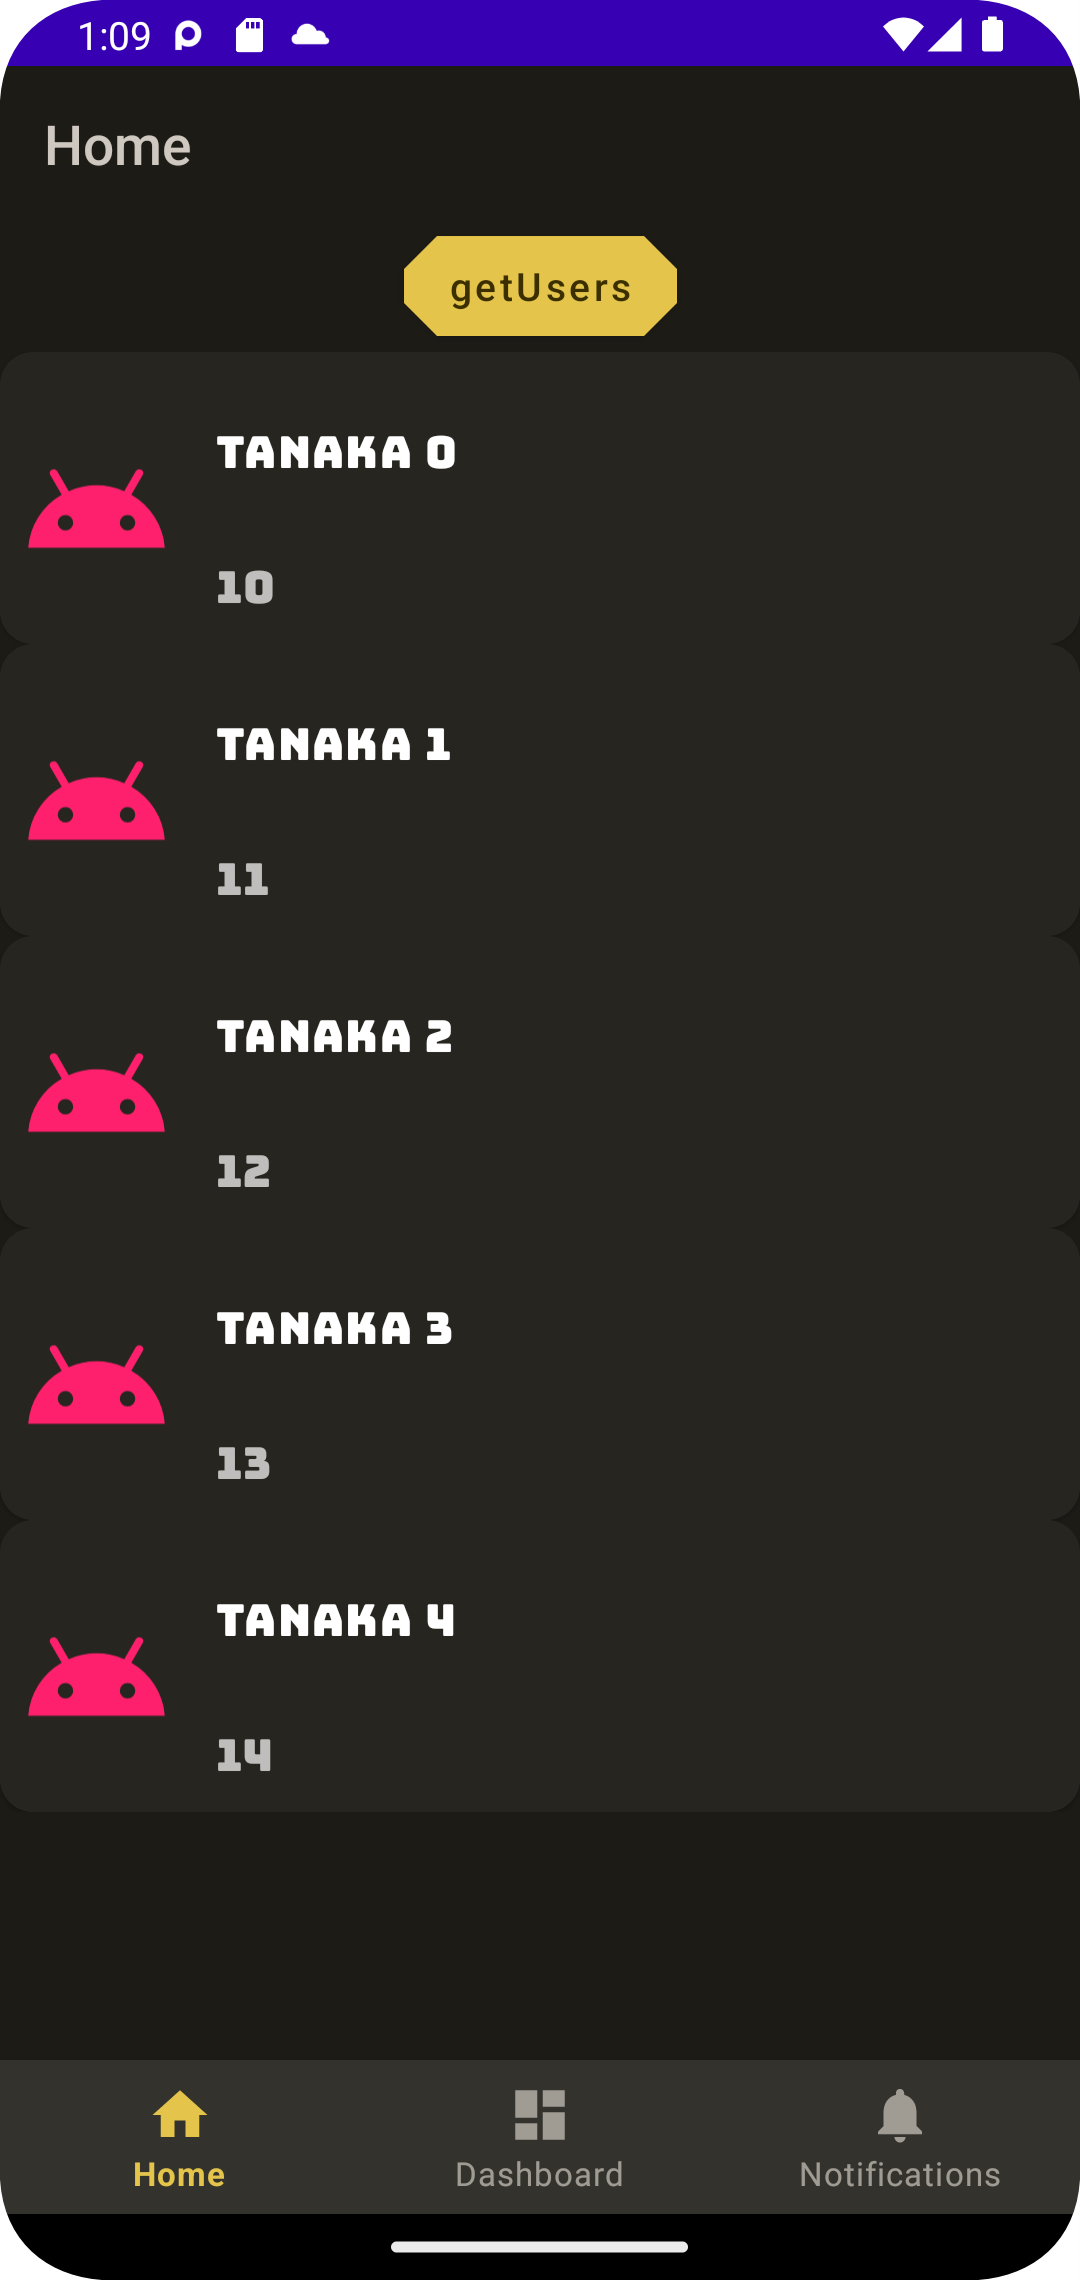 1:09
Home
getUsers
TANAKA 0
10
TANAKA 1
11
TANAKA 2
12
TANAKA 3
13
TANAKA 4
14
Home Dashboard Notifications